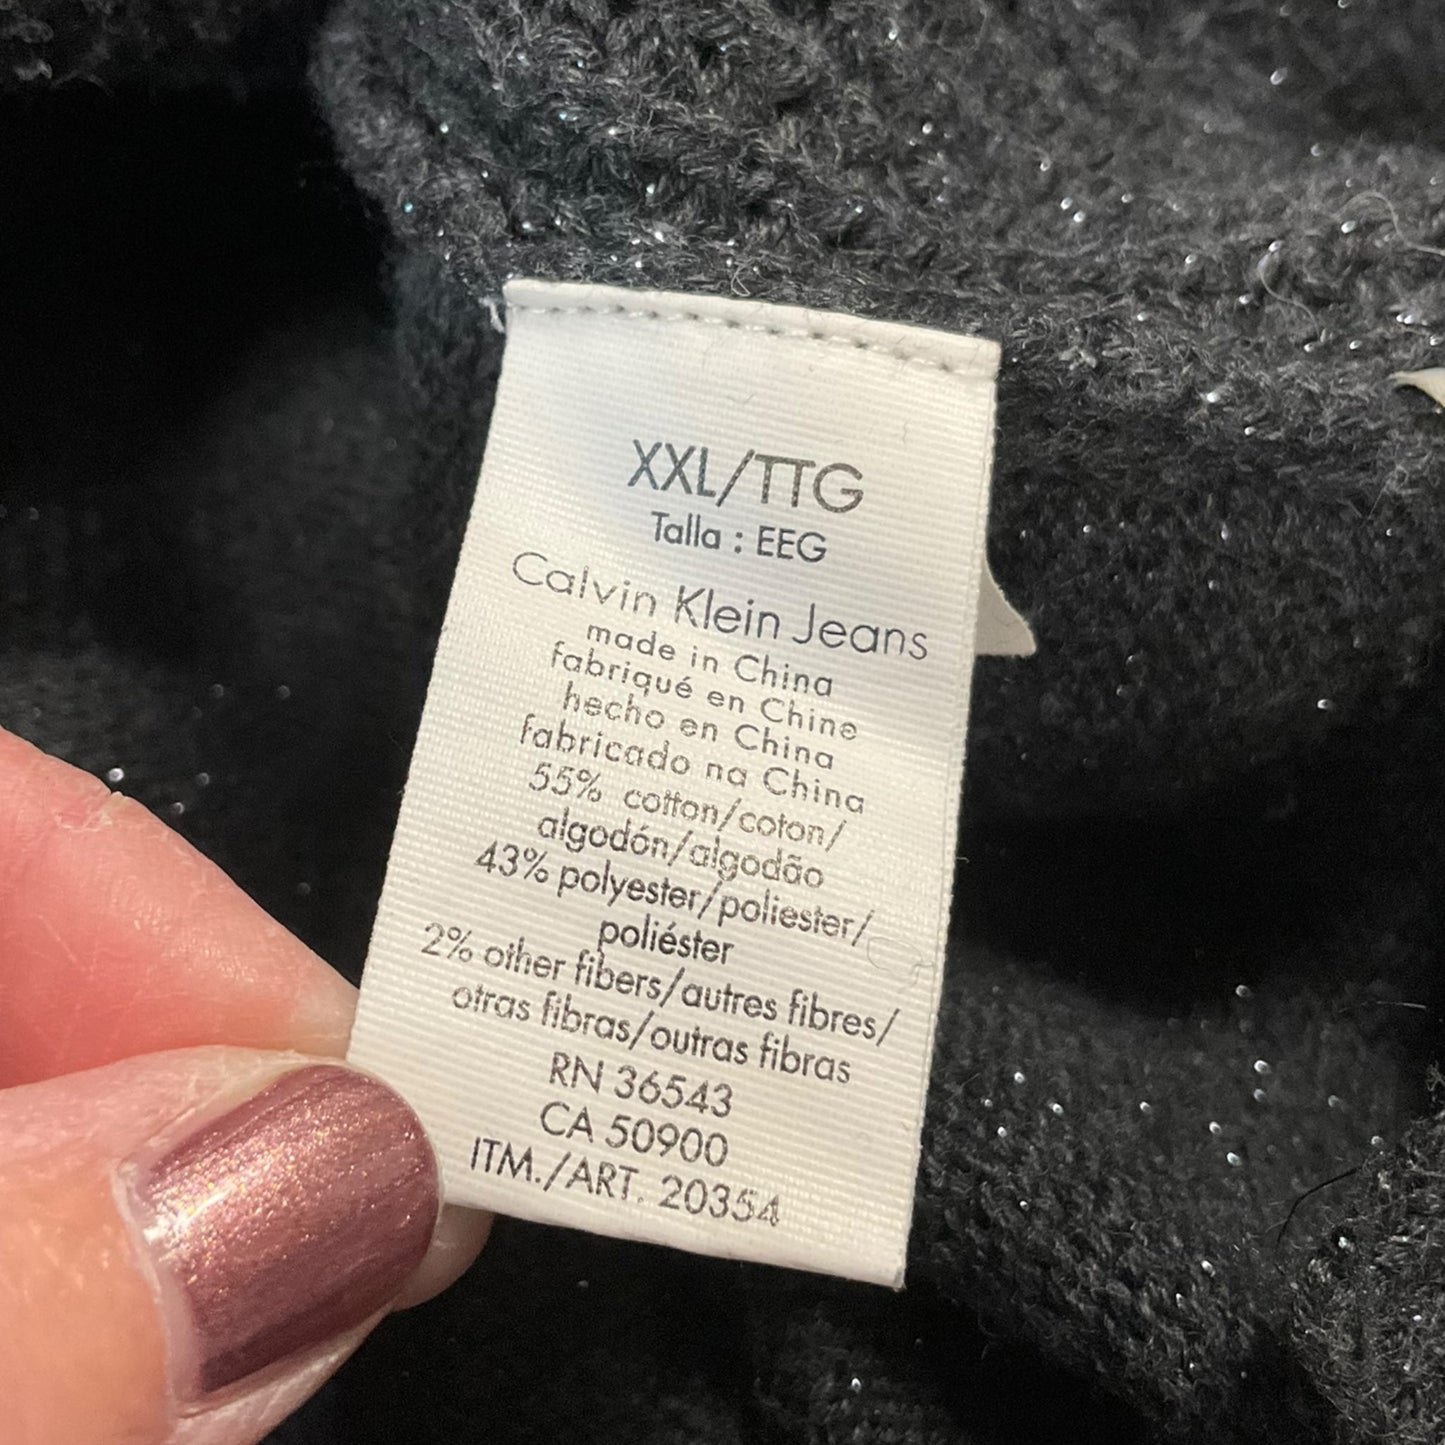 XXL/TTG
Talla : EEG
Calvin Klein Jeans
made in China
fabriqué en Chine
hecho en China
fabricado na China
55% cotton/coton/
algodón/algodão
43% polyester/poliester/
poliéster
2% other fibers/autres fibres/
otras fibras/outras fibras
RN 36543
CA 50900
ITM./ART. 20354